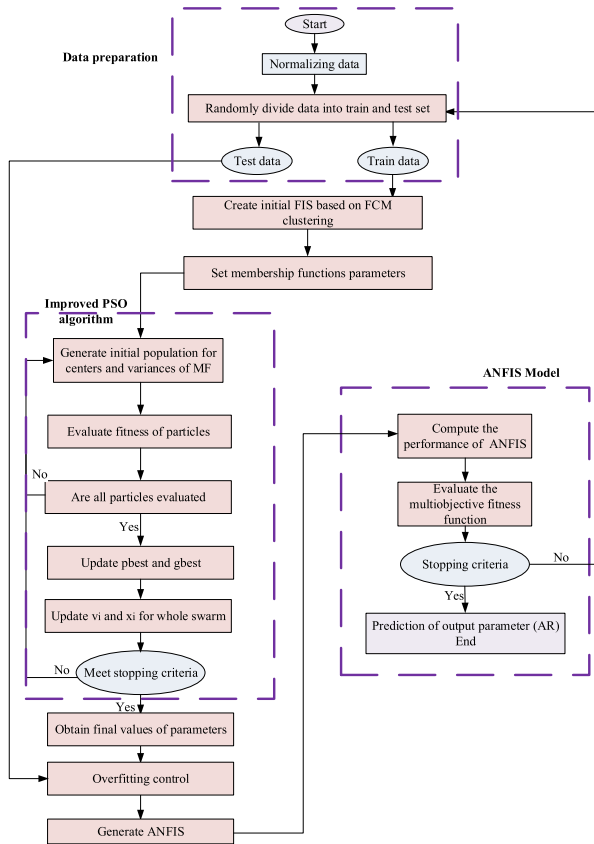 Start
Data preparation
Normalizing data
Randomly divide data into train and test set
Test data
Train data
Create initial FIS based on FCM
clustering
Set membership functions parameters
Improved PSO
algorithm
Generate initial population for
centers and variances of MF
Evaluate fitness of particles
No
Are all particles evaluated
Yes
Update pbest and gbest
Update vi and xi for whole swarm
No
Meet stopping criteria
Yes
Obtain final values of parameters
Overfitting control
Generate ANFIS
ANFIS Model
Compute the
performance of ANFIS
Evaluate the
multiobjective fitness
function
Stopping criteria
No
Yes
Prediction of output parameter (AR)
End